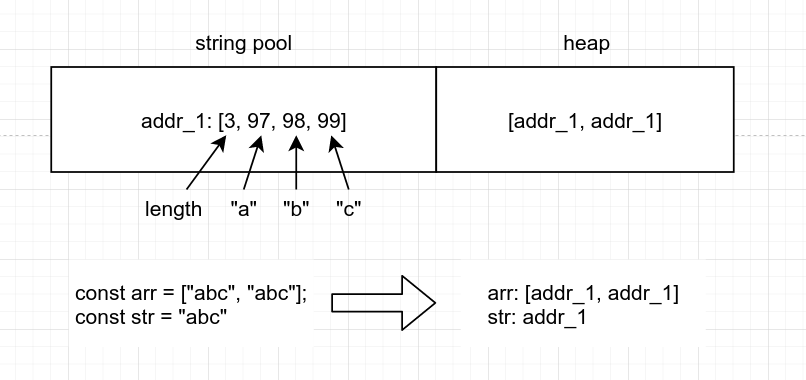 string pool heap
addr_1: [3, 97, 98, 99] [addr_1, addr_1]
length "a" "b" "c"
const arr = ["abc", "abc"]; arr: [addr_1, addr_1]
const str = "abc" str: addr_1